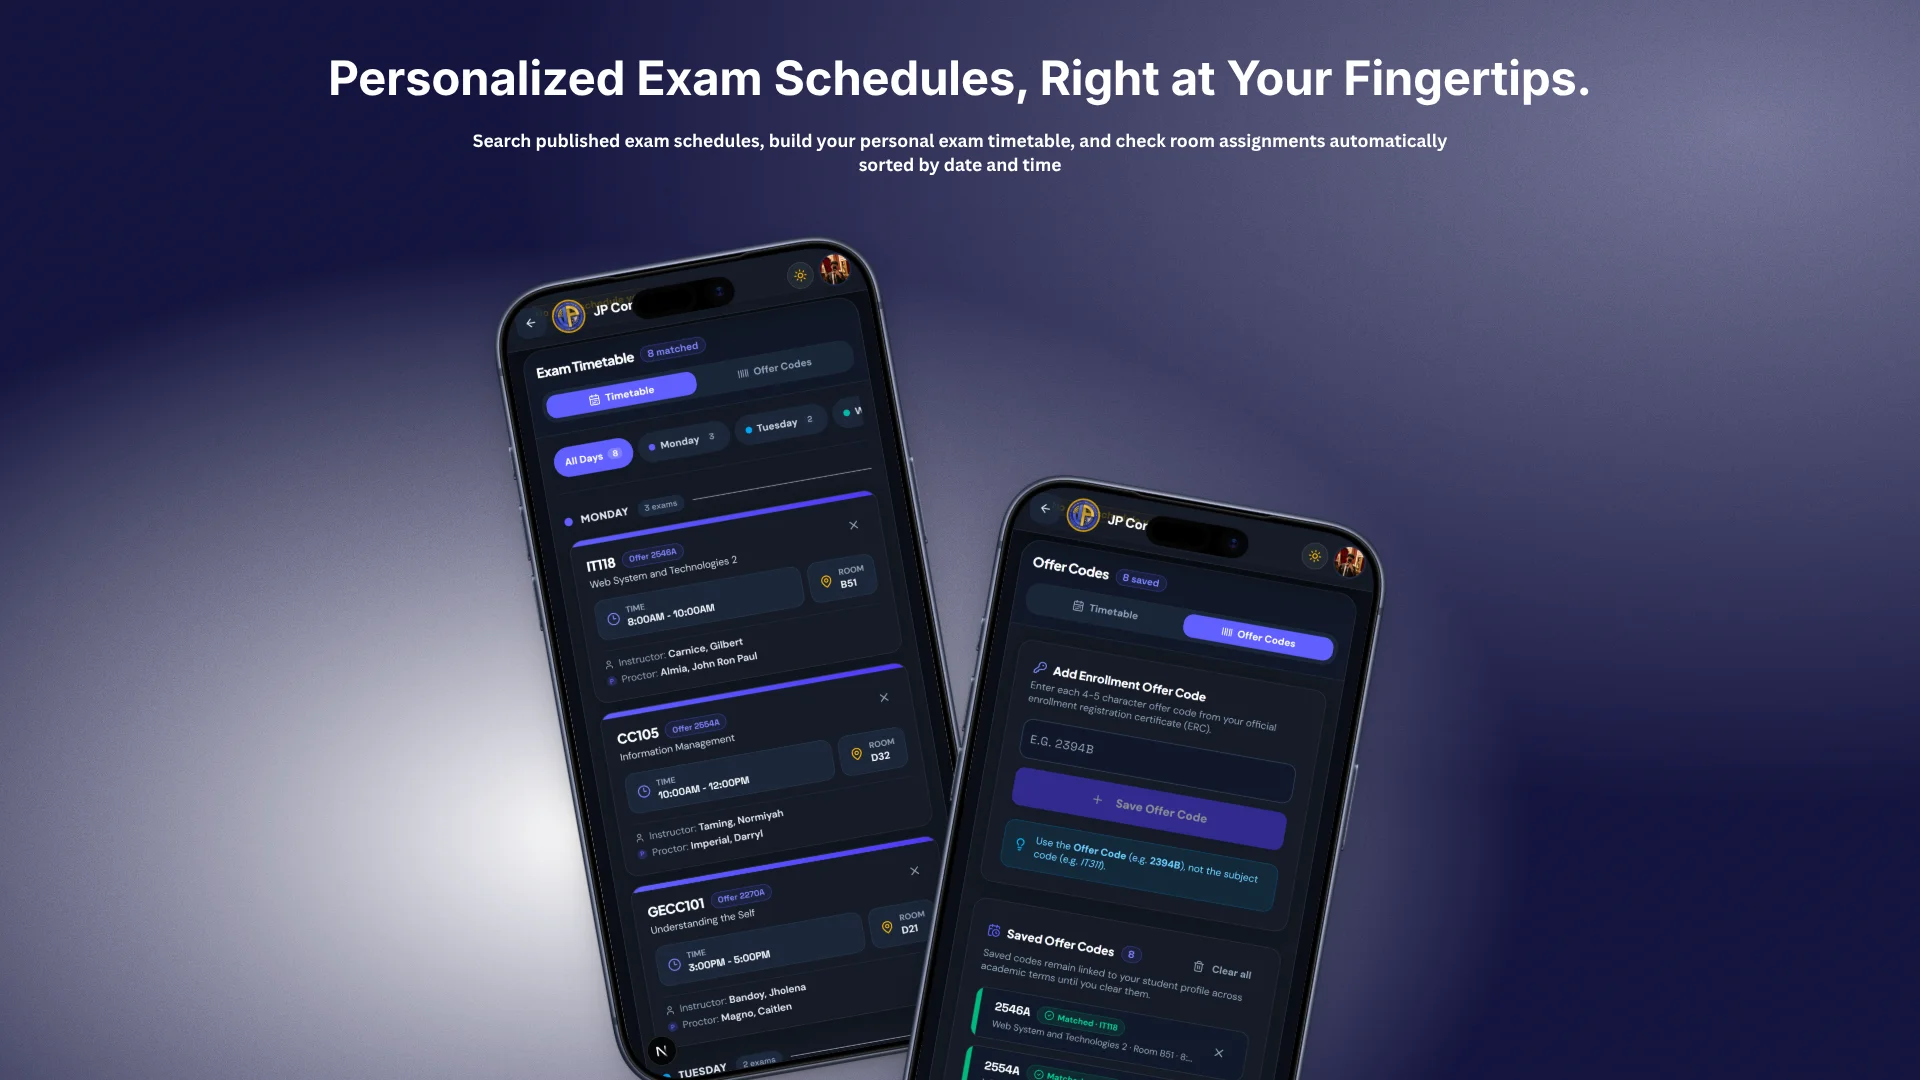 Personalized Exam Schedules, Right at Your Fingertips.
Search published exam schedules, build your personal exam timetable, and check room assignments automatically
sorted by date and time
JP Cor
Exam Timetable 8 matched
Timetable
Offer Codes
All Days 8
Monday 3
Tuesday 2
W
MONDAY 3 exams
IT118 Offer 2546A
Web System and Technologies 2
TIME
8:00AM - 10:00AM
ROOM
B51
Instructor: Carnice, Gilbert
P Proctor: Almia, John Ron Paul
CC105 Offer 2554A
Information Management
TIME
10:00AM - 12:00PM
ROOM
D32
Instructor: Taming, Normiyah
P Proctor: Imperial, Darryl
GECC101 Offer 2270A
Understanding the Self
TIME
3:00PM - 5:00PM
ROOM
D21
Instructor: Bandoy, Jholena
P Proctor: Magno, Caitlen
N
TUESDAY 2 exams
JP Cor
Offer Codes 8 saved
Timetable
Offer Codes
Add Enrollment Offer Code
Enter each 4-5 character offer code from your official
enrollment registration certificate (ERC).
E.G. 2394B
+ Save Offer Code
Use the Offer Code (e.g. 2394B), not the subject
code (e.g. IT311).
Saved Offer Codes 8
Clear all
Saved codes remain linked to your student profile across
academic terms until you clear them.
2546A Matched · IT118
Web System and Technologies 2 · Room B51 · 8:...
2554A Matche